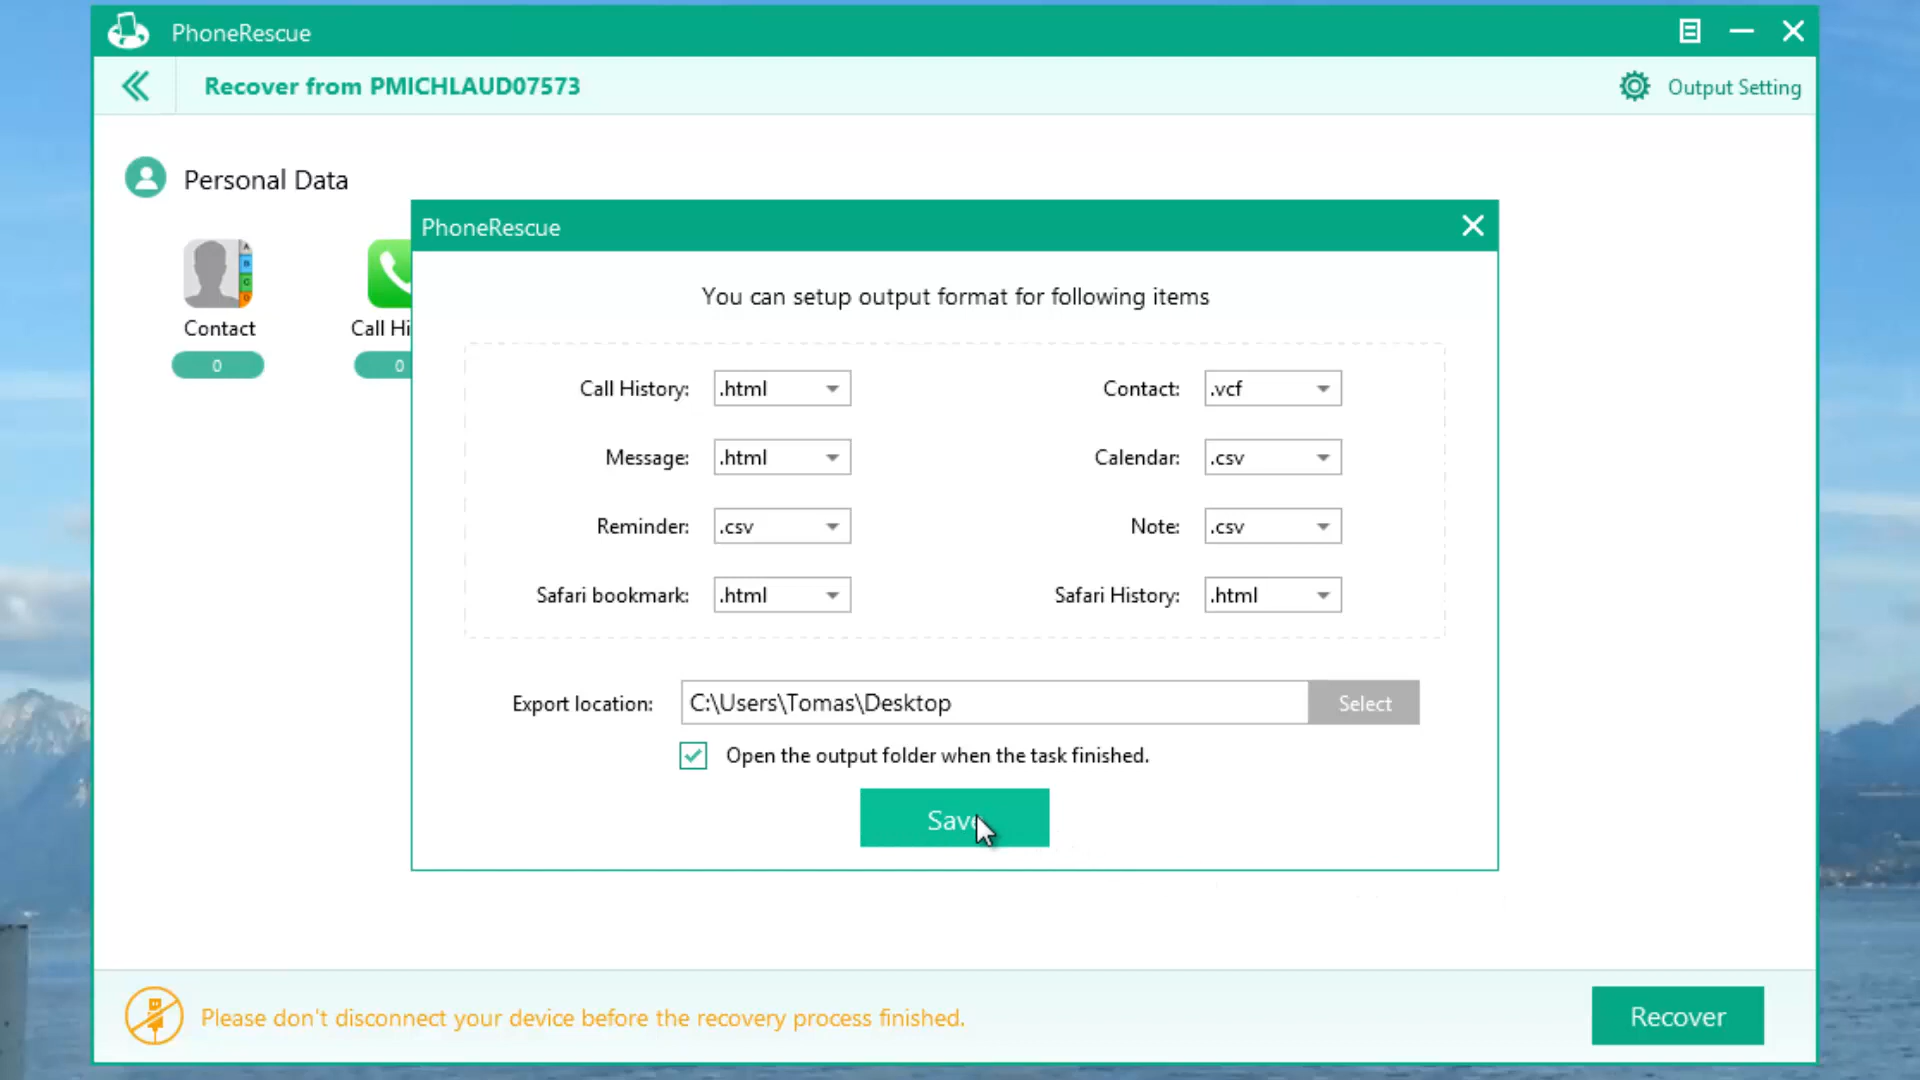 PhoneRescue
Recover from PMICHLAUD07573
Output Setting
Personal Data
PhoneRescue
You can setup output format for following items
Contact
Call Hi
0
0
Call History: .html
Contact: .vcf
Message: .html
Calendar: .csv
Reminder: .csv
Note: .csv
Safari bookmark: .html
Safari History: .html
Export location: C:\Users\Tomas\Desktop Select
Open the output folder when the task finished.
Save
Please don't disconnect your device before the recovery process finished.
Recover